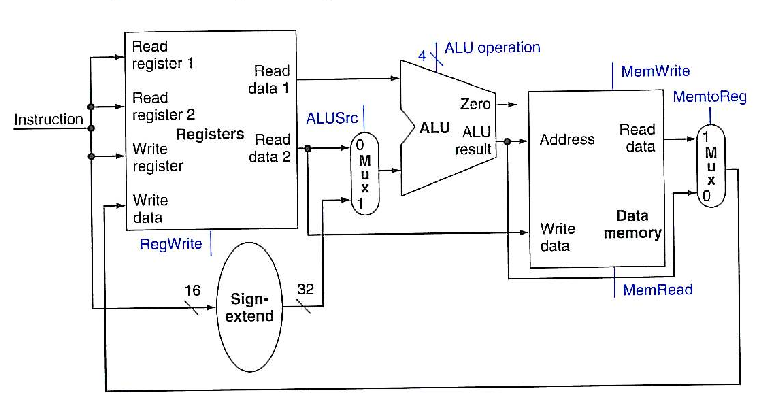 Instruction
Read
register 1
Read
register 2
Write
register
Write
data
Registers
Read
data 1
Read
data 2
RegWrite
16
Sign-
extend
32
ALUSrc
0
M
u
x
1
4
ALU operation
Zero
ALU
ALU
result
MemWrite
Address
Read
data
Write
data
Data
memory
MemRead
MemtoReg
1
M
u
x
0